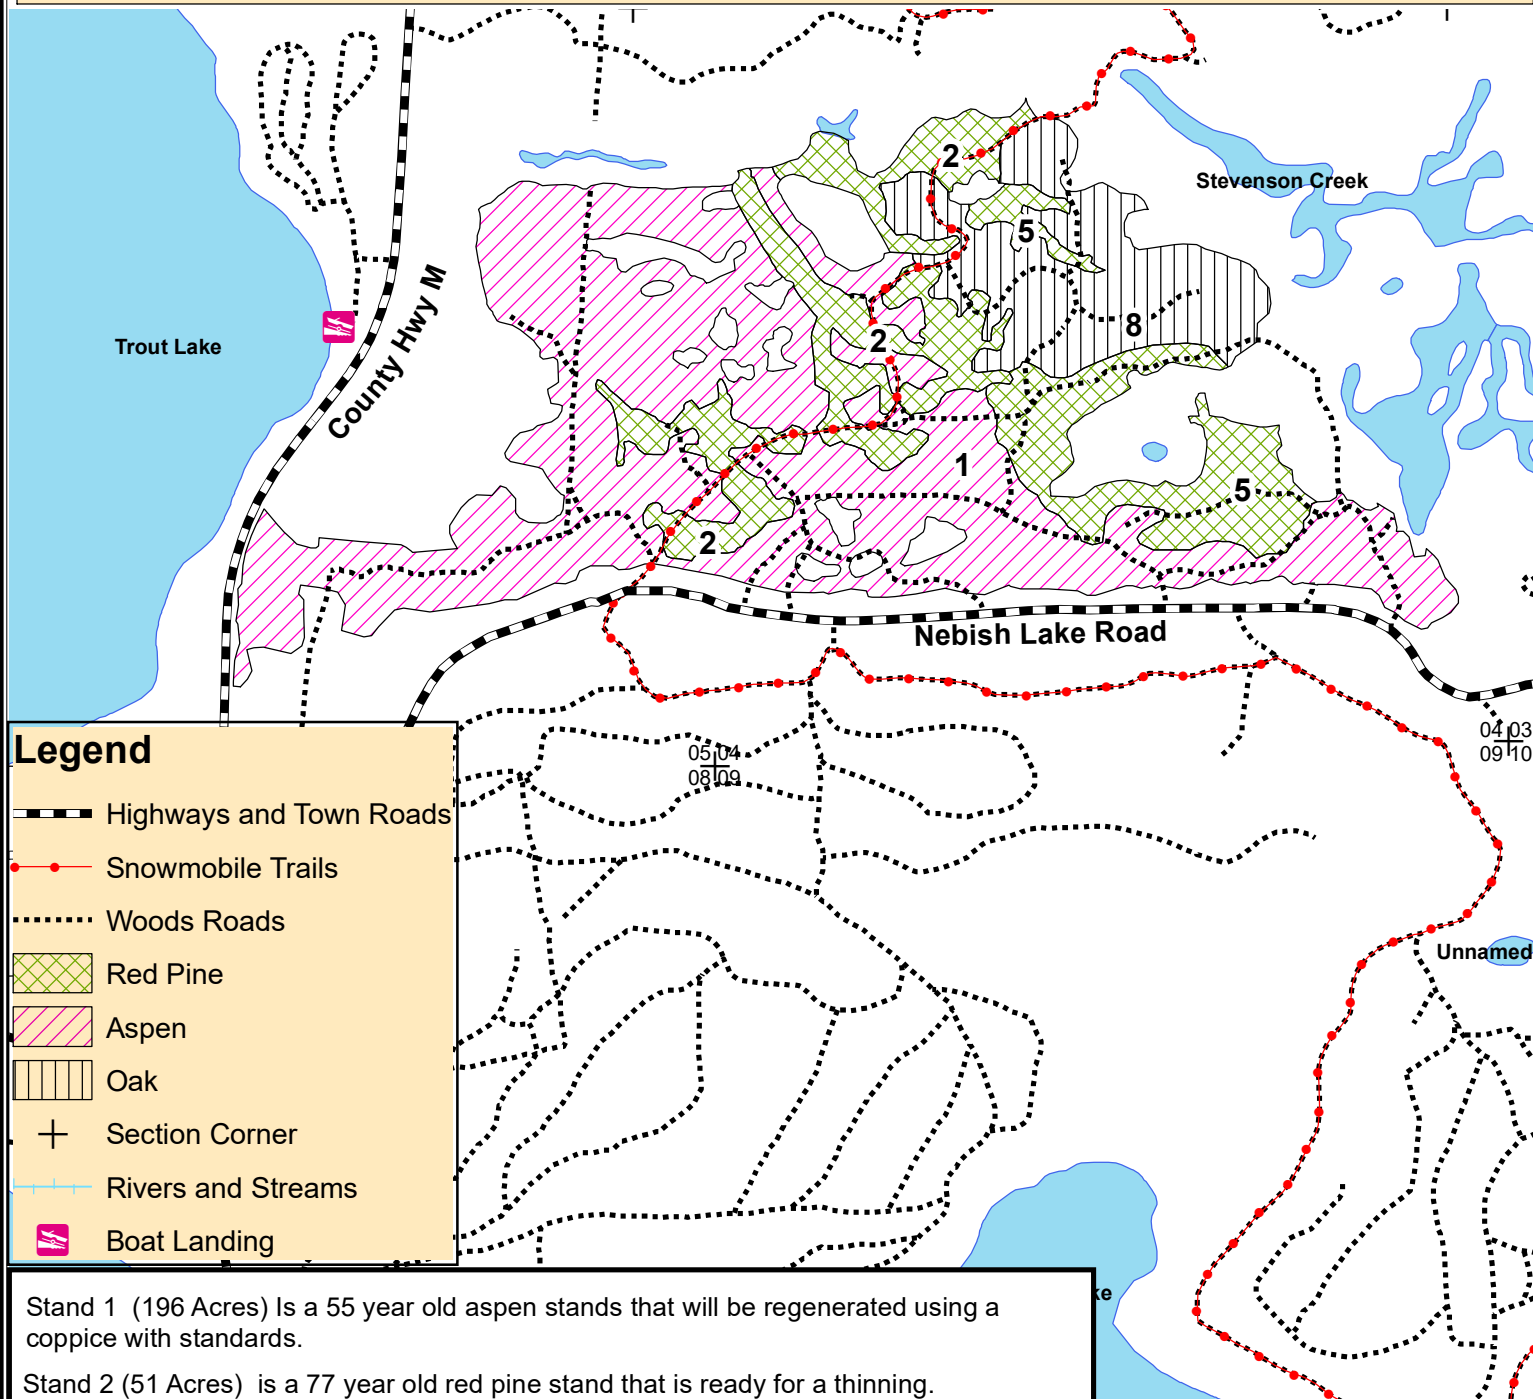 2
Stevenson Creek
5
County Hwy M
8
2
Trout Lake
1
5
2
Nebish Lake Road
05 04
08 09
04 03
09 10
Unnamed
Legend
Highways and Town Roads
Snowmobile Trails
Woods Roads
Red Pine
Aspen
Oak
Section Corner
Rivers and Streams
Boat Landing
Stand 1 (196 Acres) Is a 55 year old aspen stands that will be regenerated using a
coppice with standards.
Stand 2 (51 Acres) is a 77 year old red pine stand that is ready for a thinning.